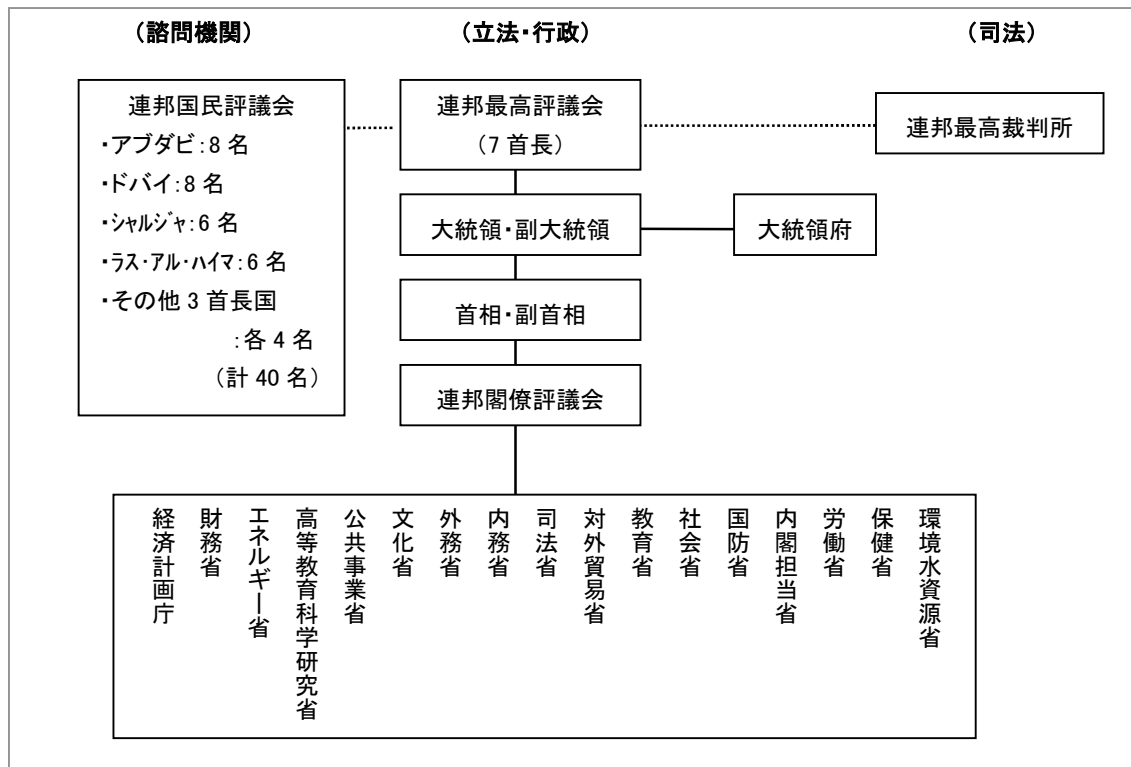 （諮問機関）
（立法・行政）
（司法）
連邦国民評議会
・アブダビ：8 名
・ドバイ：8 名
・ｼｬﾙｼﾞｬ：6 名
・ﾗｽ・ｱﾙ・ﾊｲﾏ：6 名
・その他 3 首長国
：各 4 名
（計 40 名）
連邦最高評議会
（7 首長）
連邦最高裁判所
大統領・副大統領
大統領府
首相・副首相
連邦閣僚評議会
経済計画庁
財務省
エネルギー省
高等教育科学研究省
公共事業省
文化省
外務省
内務省
司法省
対外貿易省
教育省
社会省
国防省
内閣担当省
労働省
保健省
環境水資源省